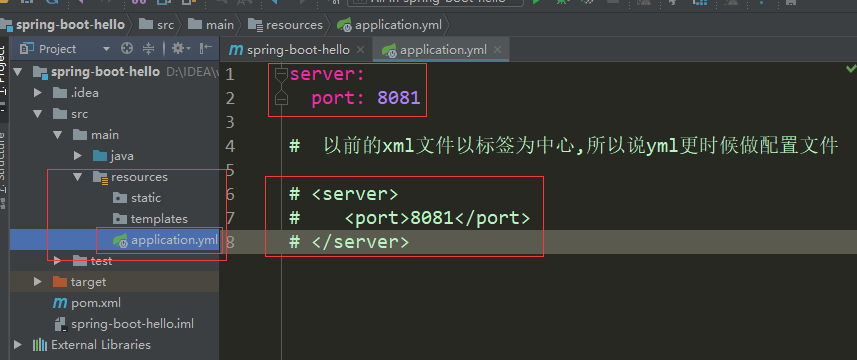 spring-boot-hello src main resources application.yml
Project
spring-boot-hello D:\IDEA\
.idea
src
main
java
resources
static
templates
application.yml
test
target
pom.xml
spring-boot-hello.iml
External Libraries
1: Project
7: Structure
spring-boot-hello application.yml
1 server:
2 port: 8081
3
4 # 以前的xml文件以标签为中心,所以说yml更时候做配置文件
5
6 # <server>
7 # <port>8081</port>
8 # </server>